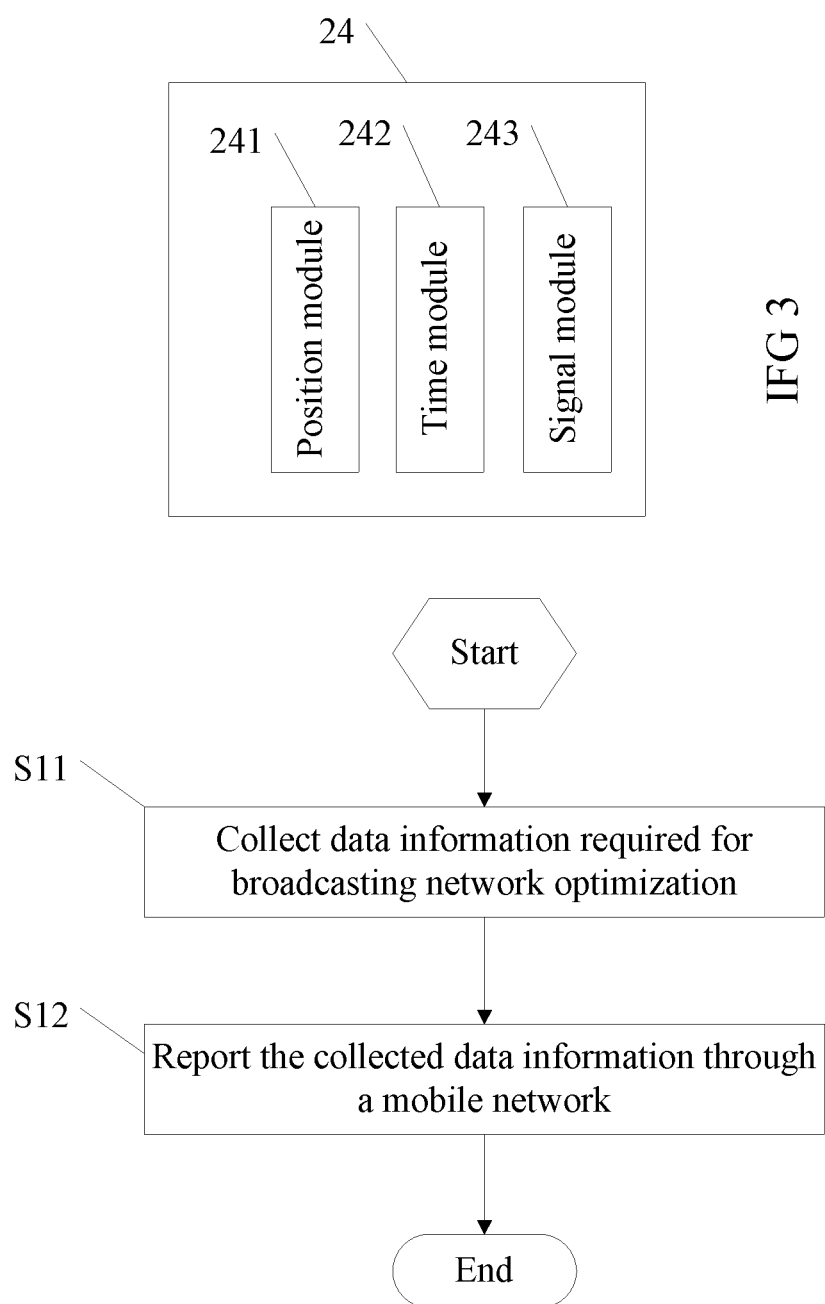 24
241
242
243
Position module
Time module
Signal module
IFG 3
Start
S11
Collect data information required for
broadcasting network optimization
S12
Report the collected data information through
a mobile network
End